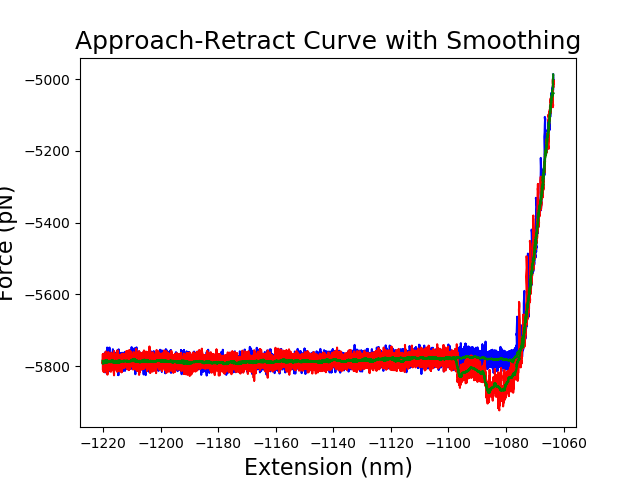 Approach-Retract Curve with Smoothing
Force (pN)
−5000
−5200
−5400
−5600
−5800
−1220 −1200 −1180 −1160 −1140 −1120 −1100 −1080 −1060
Extension (nm)